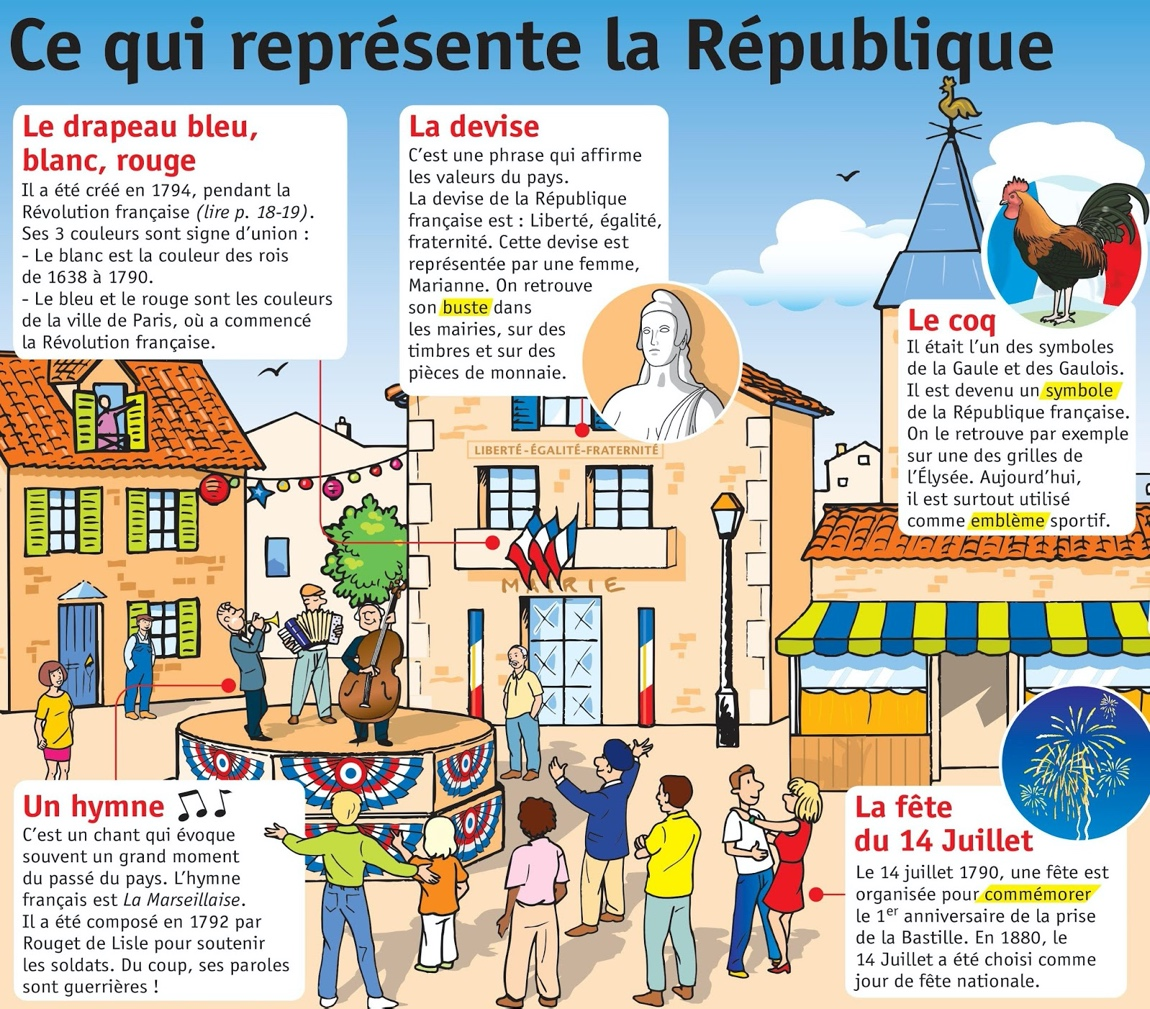 Ce qui représente la République
Le drapeau bleu,
blanc, rouge
Il a été créé en 1794, pendant la
Révolution française (lire p. 18-19).
Ses 3 couleurs sont signe d’union :
- Le blanc est la couleur des rois
de 1638 à 1790.
- Le bleu et le rouge sont les couleurs
de la ville de Paris, où a commencé
la Révolution française.
La devise
C’est une phrase qui affirme
les valeurs du pays.
La devise de la République
française est : Liberté, égalité,
fraternité. Cette devise est
représentée par une femme,
Marianne. On retrouve
son buste dans
les mairies, sur des
timbres et sur des
pièces de monnaie.
Le coq
Il était l’un des symboles
de la Gaule et des Gaulois.
Il est devenu un symbole
de la République française.
On le retrouve par exemple
sur une des grilles de
l’Élysée. Aujourd’hui,
il est surtout utilisé
comme emblème sportif.
LIBERTÉ-ÉGALITÉ-FRATERNITÉ
MAIRIE
Un hymne
C’est un chant qui évoque
souvent un grand moment
du passé du pays. L’hymne
français est La Marseillaise.
Il a été composé en 1792 par
Rouget de Lisle pour soutenir
les soldats. Du coup, ses paroles
sont guerrières !
La fête
du 14 Juillet
Le 14 juillet 1790, une fête est
organisée pour commémorer
le 1er anniversaire de la prise
de la Bastille. En 1880, le
14 Juillet a été choisi comme
jour de fête nationale.